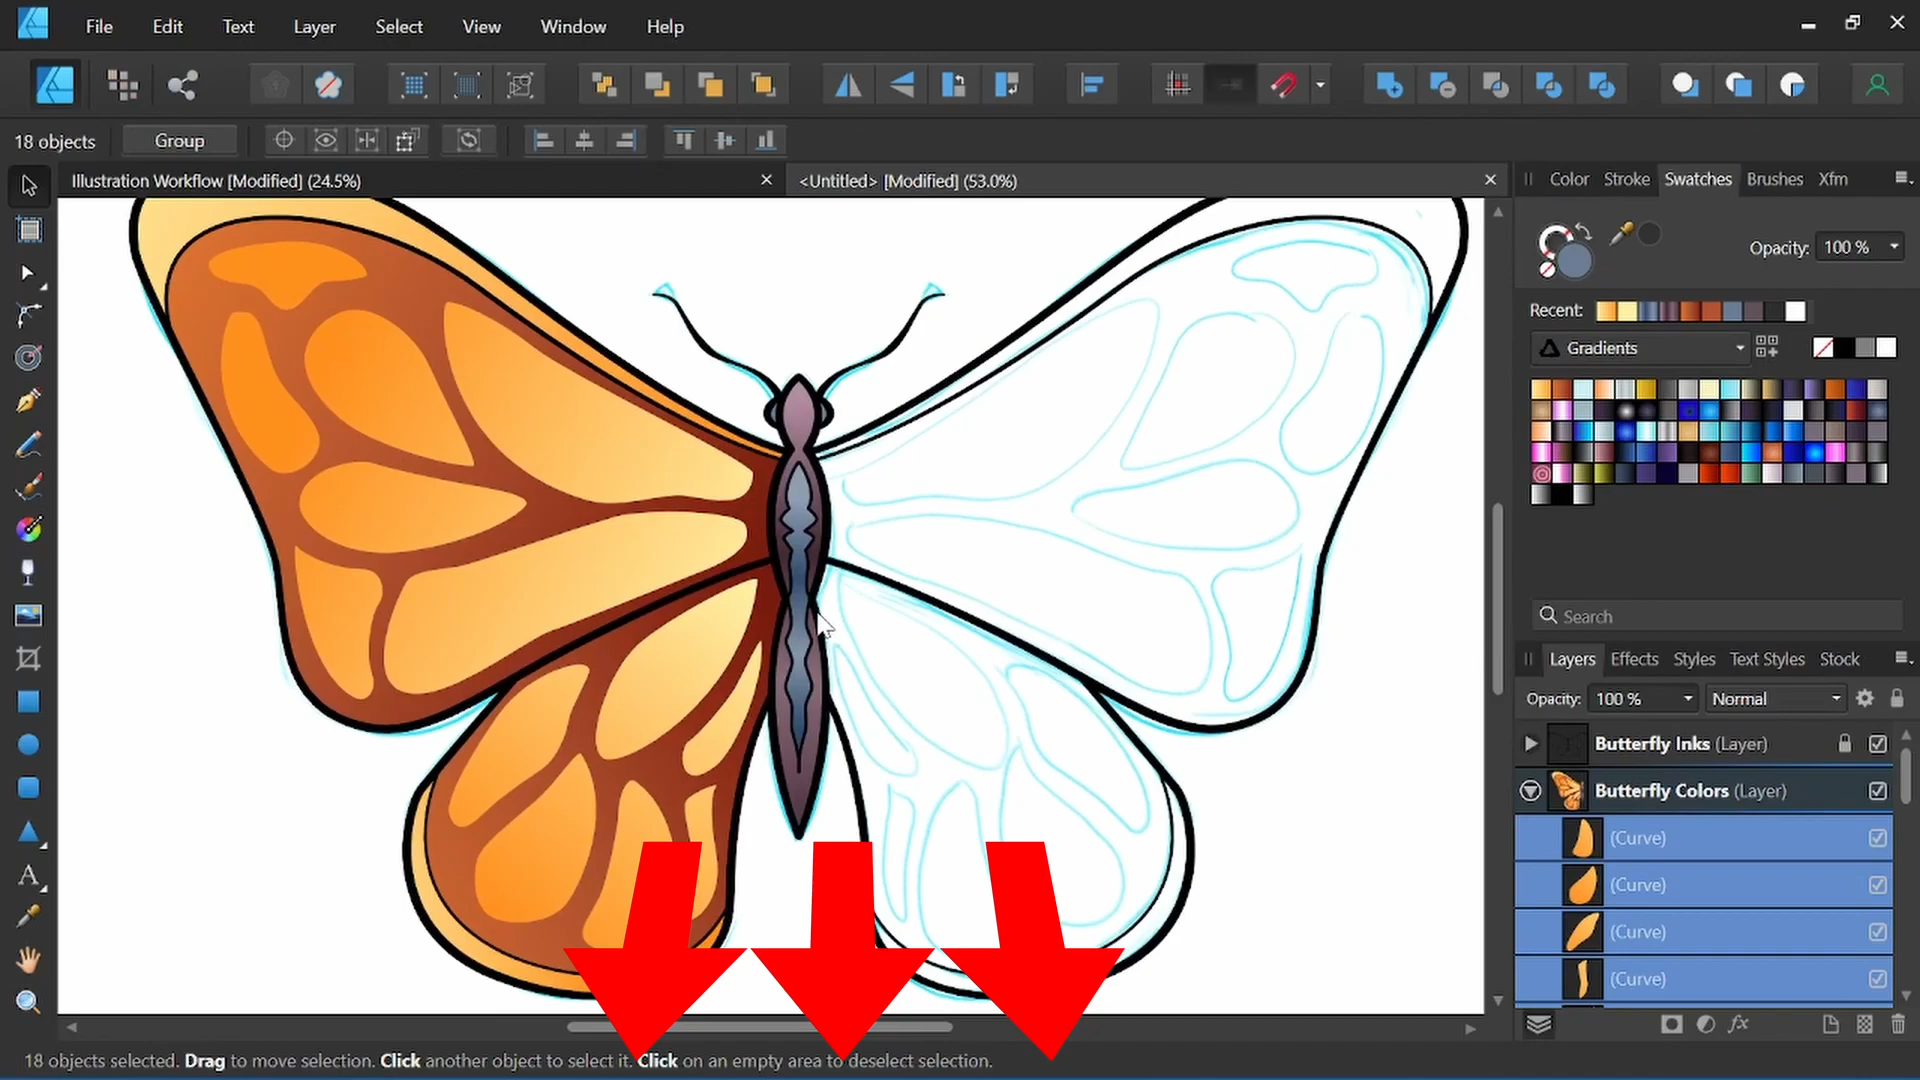 File Edit Text Layer Select View Window Help
18 objects Group
Illustration Workflow [Modified] (24.5%)
<Untitled> [Modified] (53.0%)
Color Stroke Swatches Brushes Xfm
Opacity: 100 %
Recent:
Gradients
Search
Layers Effects Styles Text Styles Stock
Opacity: 100 % Normal
Butterfly Inks (Layer)
Butterfly Colors (Layer)
(Curve)
(Curve)
(Curve)
(Curve)
fx
18 objects selected. Drag to move selection. Click another object to select it. Click on an empty area to deselect selection.